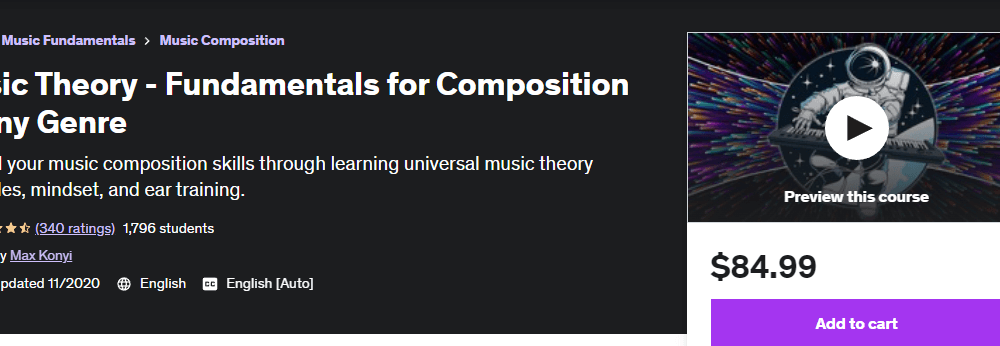 Music Fundamentals > Music Composition
sic Theory - Fundamentals for Composition
ny Genre
your music composition skills through learning universal music theory
les, mindset, and ear training.
(340 ratings) 1,796 students
y Max Konyi
pdated 11/2020 English CC English [Auto]
Preview this course
$84.99
Add to cart